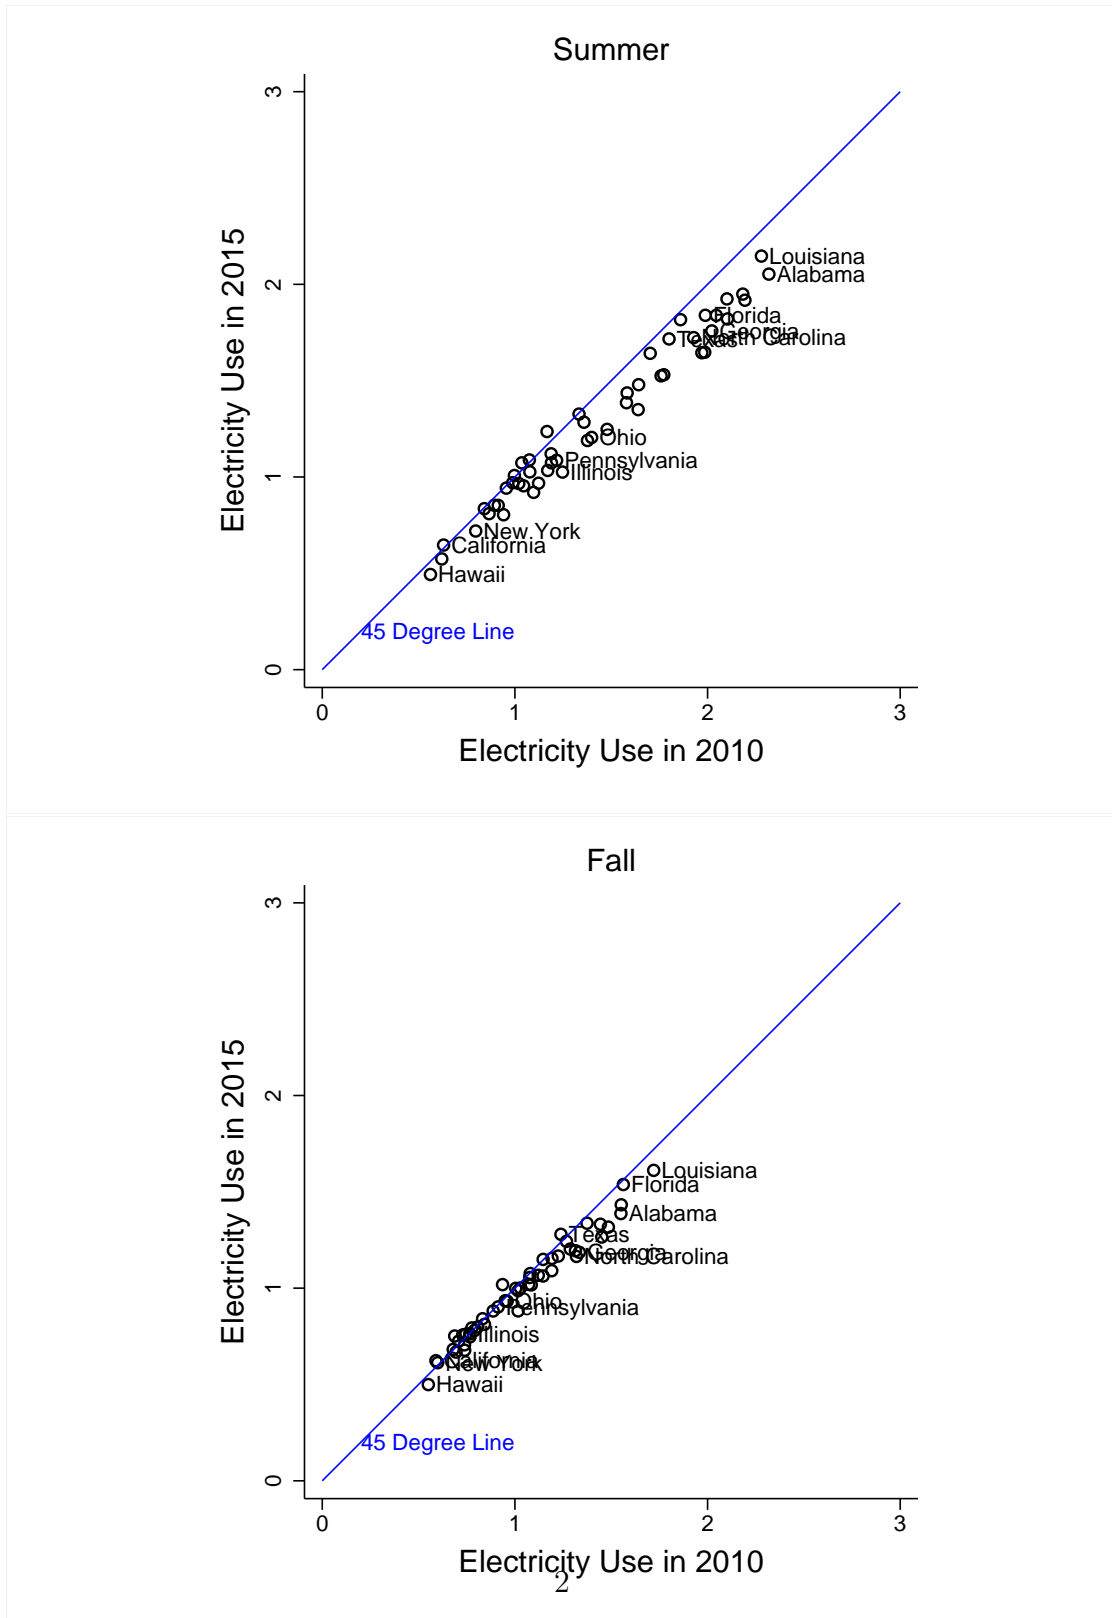 Summer
3
2
1
0
Electricity Use in 2015
Louisiana
Alabama
Florida
Georgia
Texas
North Carolina
Ohio
Pennsylvania
Illinois
New York
California
Hawaii
45 Degree Line
0 1 2 3
Electricity Use in 2010
Fall
3
2
1
0
Electricity Use in 2015
Louisiana
Florida
Alabama
Texas
Georgia
North Carolina
Ohio
Pennsylvania
Illinois
California
New York
Hawaii
45 Degree Line
0 1 2 3
Electricity Use in 2010
2